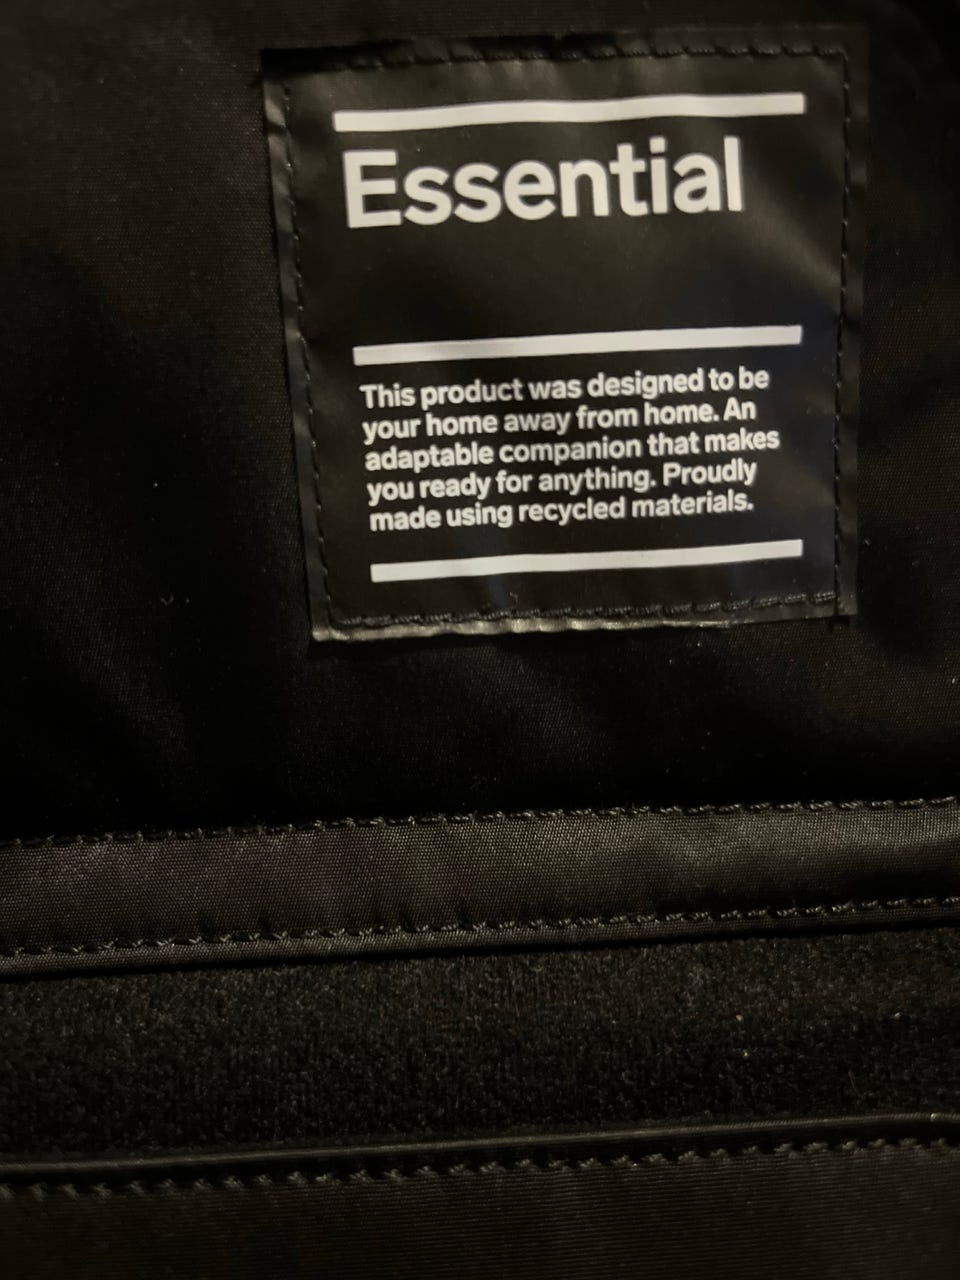 Essential
This product was designed to be
your home away from home. An
adaptable companion that makes
you ready for anything. Proudly
made using recycled materials.